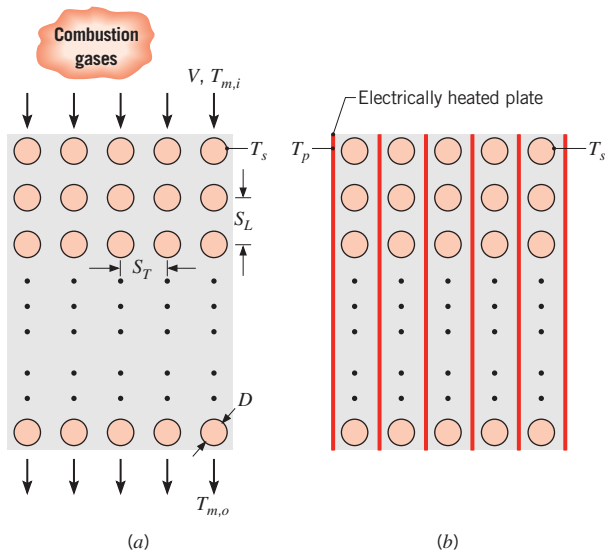 Combustion
gases
V, T_{m,i}
T_s
S_L
S_T
D
T_{m,o}
(a)
Electrically heated plate
T_p
T_s
(b)